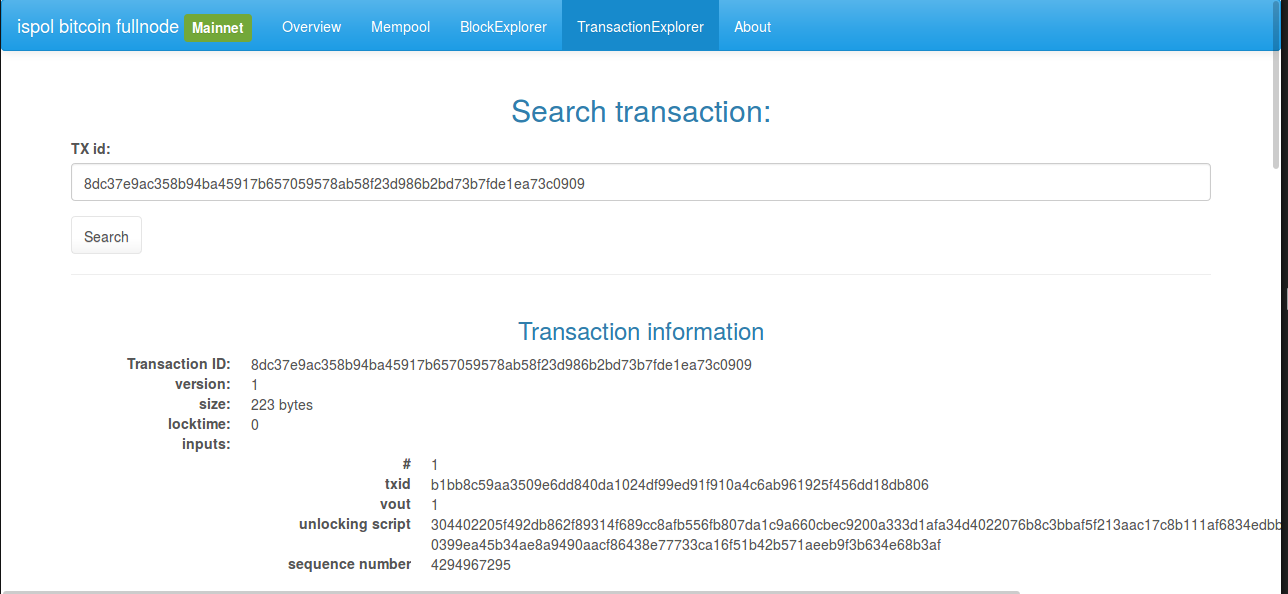 ispol bitcoin fullnode Mainnet Overview Mempool BlockExplorer TransactionExplorer About
Search transaction:
TX id:
8dc37e9ac358b94ba45917b657059578ab58f23d986b2bd73b7fde1ea73c0909
Search
Transaction information
Transaction ID: 8dc37e9ac358b94ba45917b657059578ab58f23d986b2bd73b7fde1ea73c0909
version: 1
size: 223 bytes
locktime: 0
inputs:
# 1
txid b1bb8c59aa3509e6dd840da1024df99ed91f910a4c6ab961925f456dd18db806
vout 1
unlocking script 304402205f492db862f89314f689cc8afb556fb807da1c9a660cbec9200a333d1afa34d4022076b8c3bbaf5f213aac17c8b111af6834edbb
0399ea45b34ae8a9490aacf86438e77733ca16f51b42b571aeeb9f3b634e68b3af
sequence number 4294967295